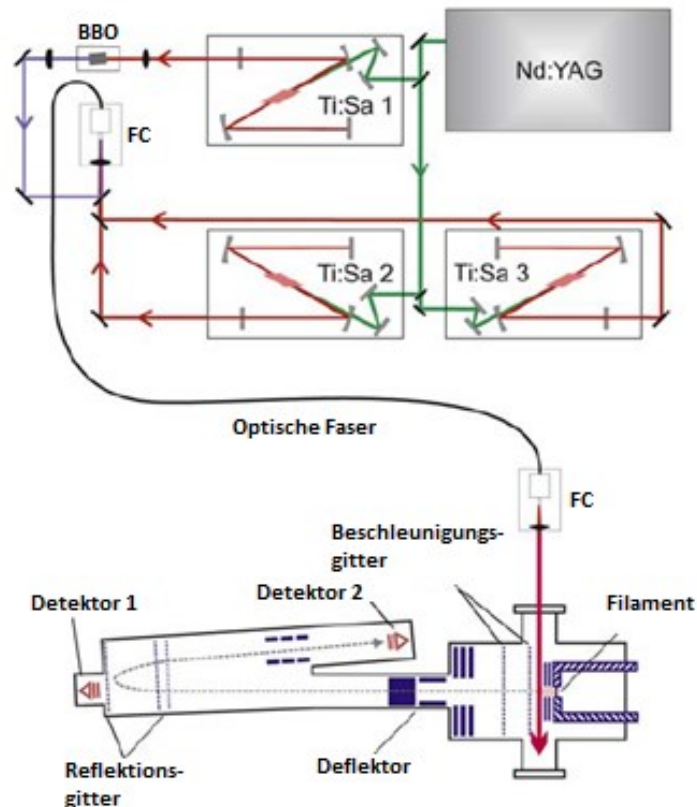 BBO
Nd:YAG
Ti:Sa 1
FC
Ti:Sa 2
Ti:Sa 3
Optische Faser
FC
Beschleunigungs-
gitter
Detektor 1
Detektor 2
Filament
Reflektions-
gitter
Deflektor